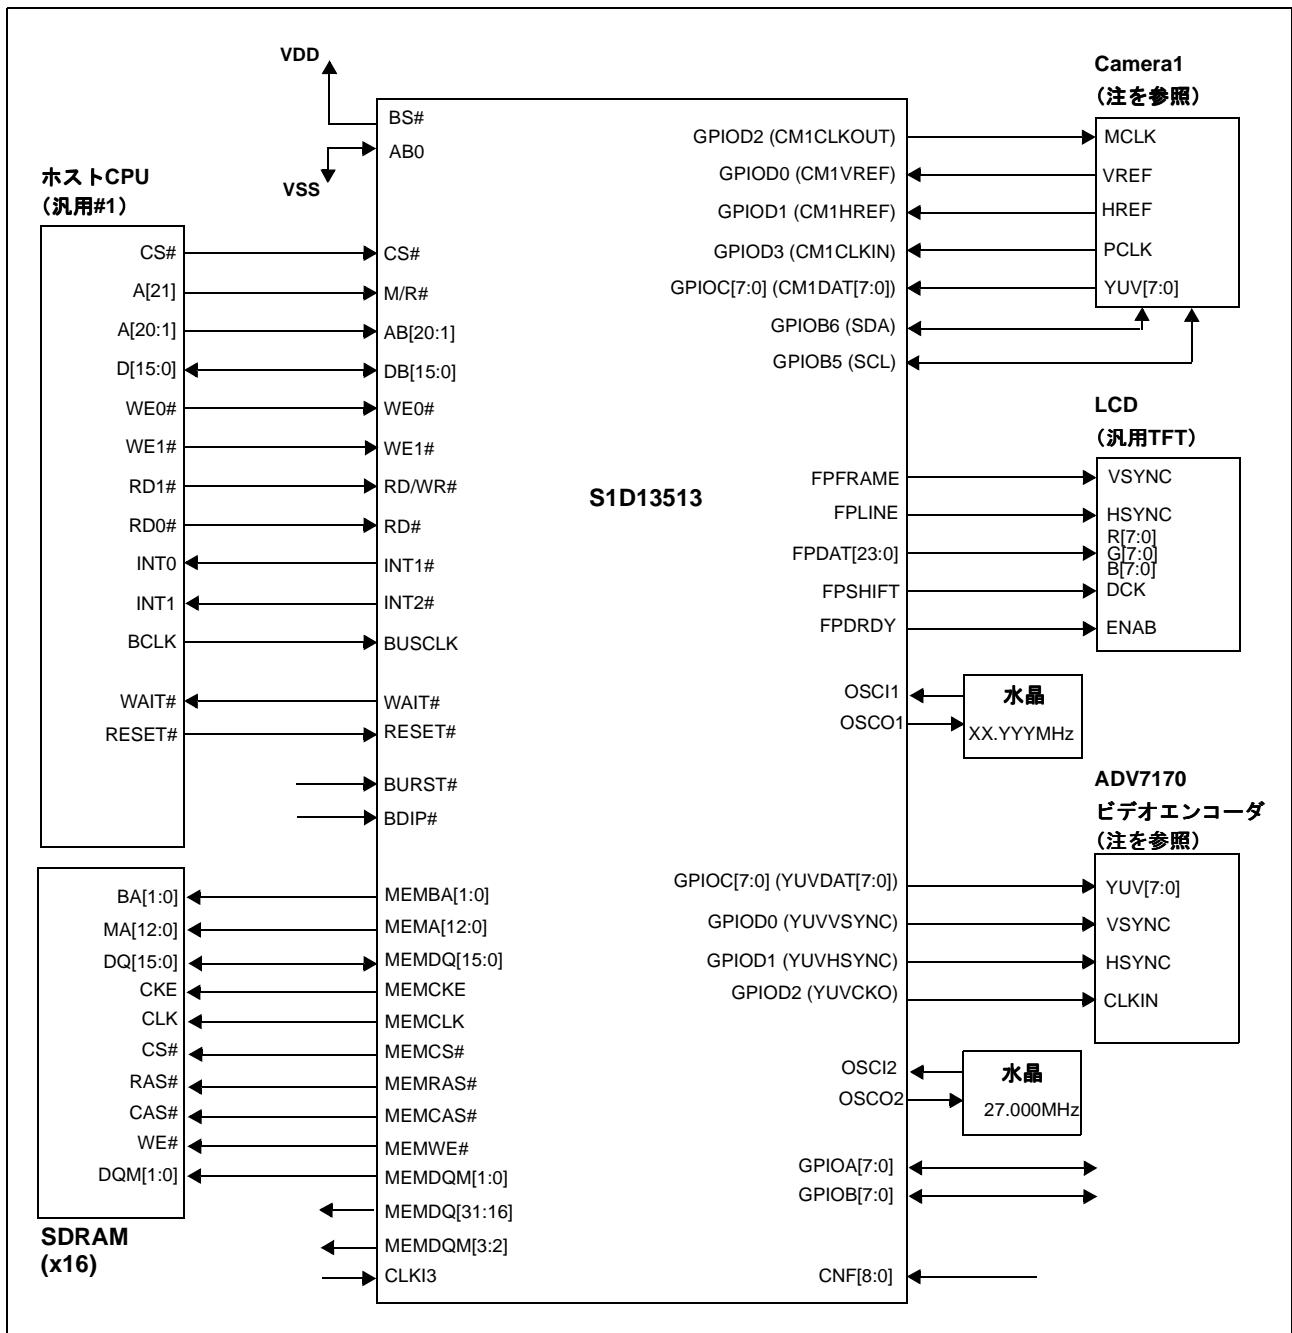 VDD
VSS
BS#
AB0
ホストCPU
（汎用#1）
CS#
A[21]
A[20:1]
D[15:0]
WE0#
WE1#
RD1#
RD0#
INT0
INT1
BCLK
WAIT#
RESET#
CS#
M/R#
AB[20:1]
DB[15:0]
WE0#
WE1#
RD/WR#
RD#
INT1#
INT2#
BUSCLK
WAIT#
RESET#
BURST#
BDIP#
BA[1:0]
MA[12:0]
DQ[15:0]
CKE
CLK
CS#
RAS#
CAS#
WE#
DQM[1:0]
SDRAM
(x16)
MEMBA[1:0]
MEMA[12:0]
MEMDQ[15:0]
MEMCKE
MEMCLK
MEMCS#
MEMRAS#
MEMCAS#
MEMWE#
MEMDQM[1:0]
MEMDQ[31:16]
MEMDQM[3:2]
CLKI3
S1D13513
GPIOD2 (CM1CLKOUT)
GPIOD0 (CM1VREF)
GPIOD1 (CM1HREF)
GPIOD3 (CM1CLKIN)
GPIOC[7:0] (CM1DAT[7:0])
GPIOB6 (SDA)
GPIOB5 (SCL)
Camera1
（注を参照）
MCLK
VREF
HREF
PCLK
YUV[7:0]
FPFRAME
FPLINE
FPDAT[23:0]
FPSHIFT
FPDRDY
LCD
（汎用TFT）
VSYNC
HSYNC
R[7:0]
G[7:0]
B[7:0]
DCK
ENAB
OSCI1
OSCO1
水晶
XX.YYYMHz
ADV7170
ビデオエンコーダ
（注を参照）
GPIOC[7:0] (YUVDAT[7:0])
GPIOD0 (YUVVSYNC)
GPIOD1 (YUVHSYNC)
GPIOD2 (YUVCKO)
YUV[7:0]
VSYNC
HSYNC
CLKIN
OSCI2
OSCO2
水晶
27.000MHz
GPIOA[7:0]
GPIOB[7:0]
CNF[8:0]